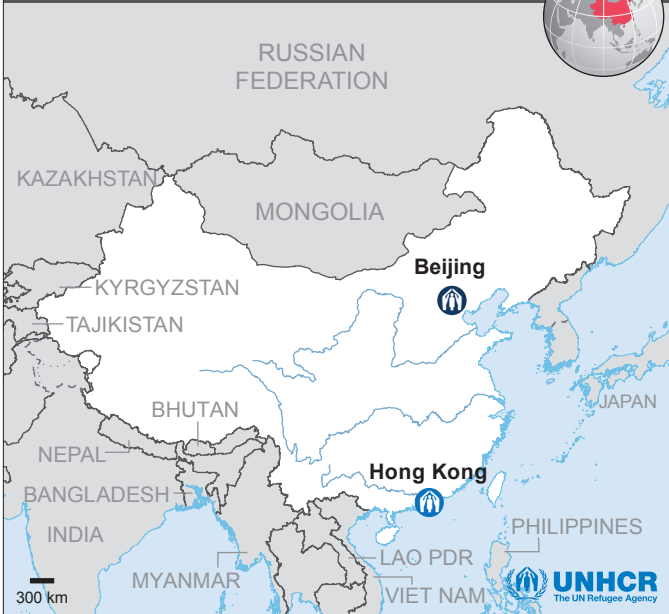 RUSSIAN
FEDERATION
KAZAKHSTAN
MONGOLIA
Beijing
KYRGYZSTAN
TAJIKISTAN
JAPAN
BHUTAN
NEPAL
Hong Kong
BANGLADESH
INDIA
PHILIPPINES
LAO PDR
MYANMAR
VIET NAM
300 km
UNHCR
The UN Refugee Agency